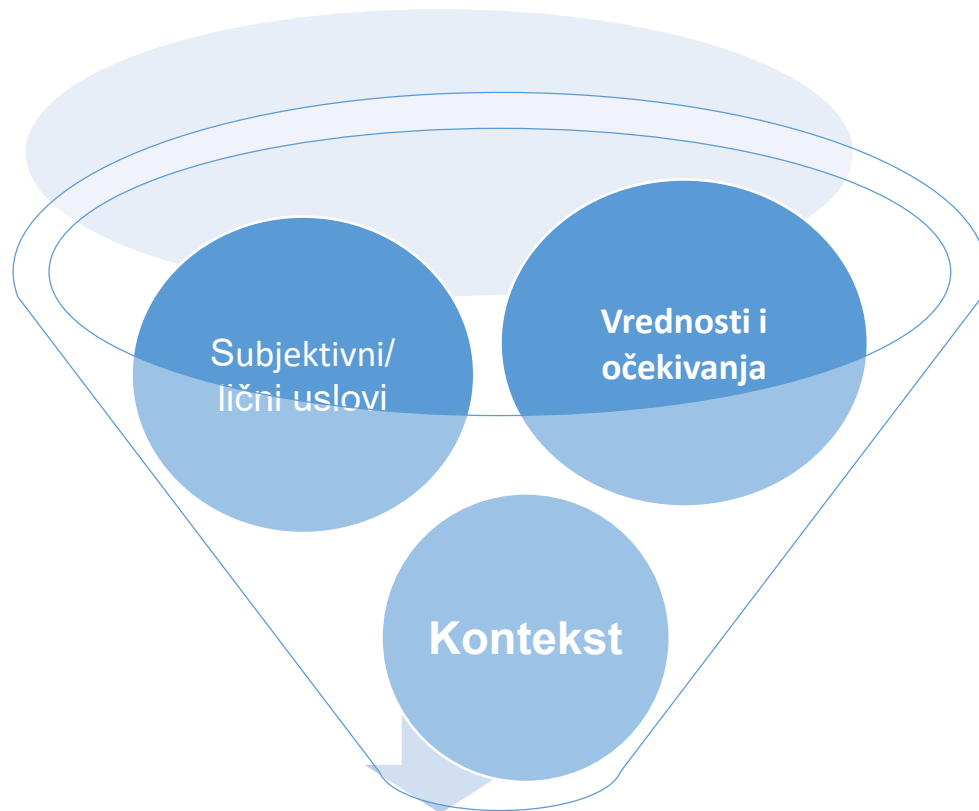 Subjektivni/
lični uslovi
Vrednosti i
očekivanja
Kontekst